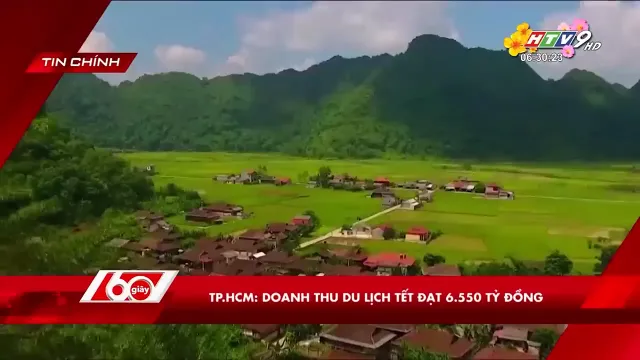 TIN CHÍNH
HTV9 HD
06:30:23
60 giây
TP.HCM: DOANH THU DU LỊCH TẾT ĐẠT 6.550 TỶ ĐỒNG